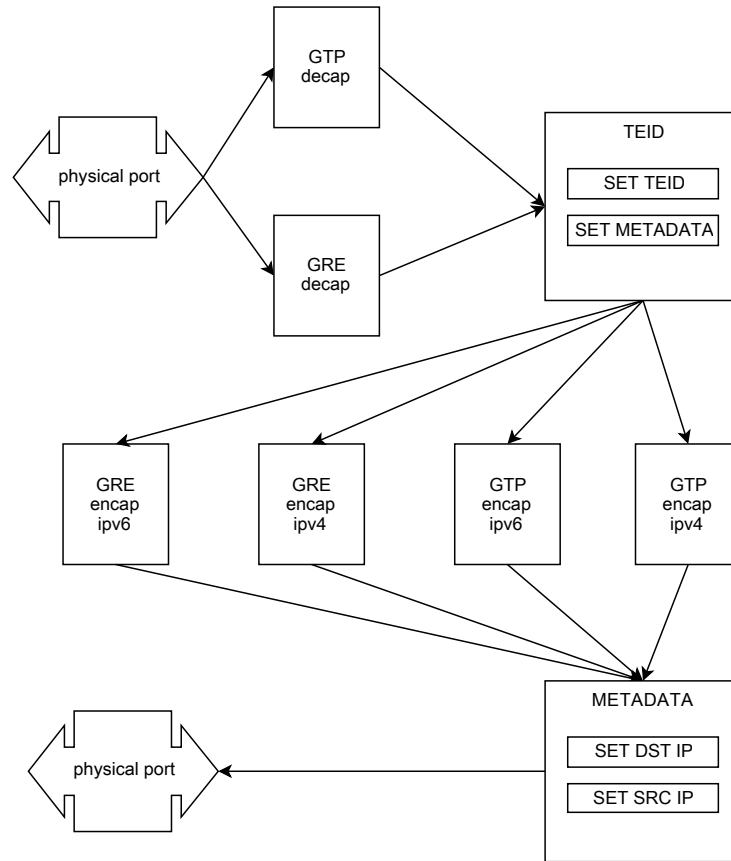 GTP
decap
physical port
GRE
decap
TEID
SET TEID
SET METADATA
GRE
encap
ipv6
GRE
encap
ipv4
GTP
encap
ipv6
GTP
encap
ipv4
METADATA
SET DST IP
SET SRC IP
physical port